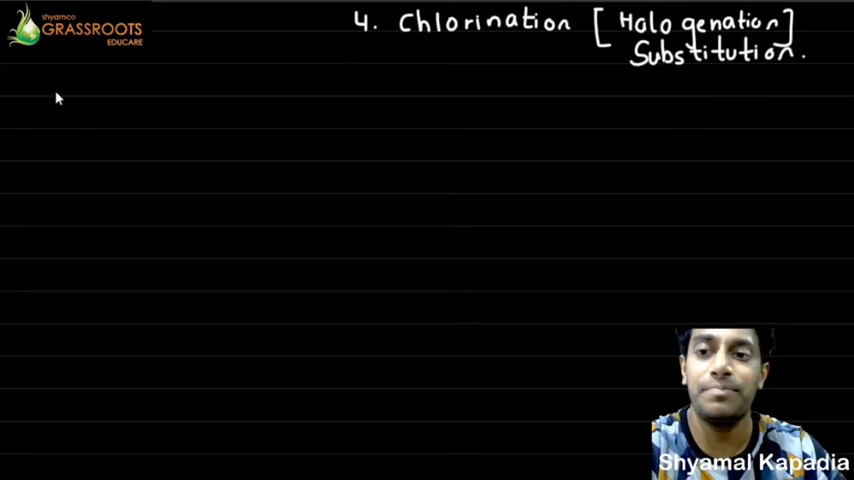 shyamco
GRASSROOTS
EDUCARE
4. Chlorination [Halogenation]
Substitution.
Shyamal Kapadia